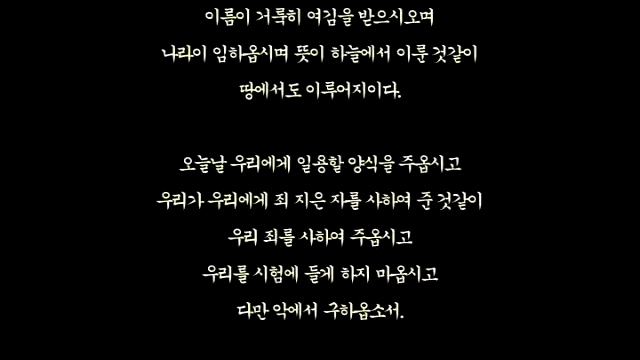 이름이 거룩히 여김을 받으시오며
나라이 임하옵시며 뜻이 하늘에서 이룬 것같이
땅에서도 이루어지이다.
오늘날 우리에게 일용할 양식을 주옵시고
우리가 우리에게 죄 지은 자를 사하여 준 것같이
우리 죄를 사하여 주옵시고
우리를 시험에 들게 하지 마옵시고
다만 악에서 구하옵소서.